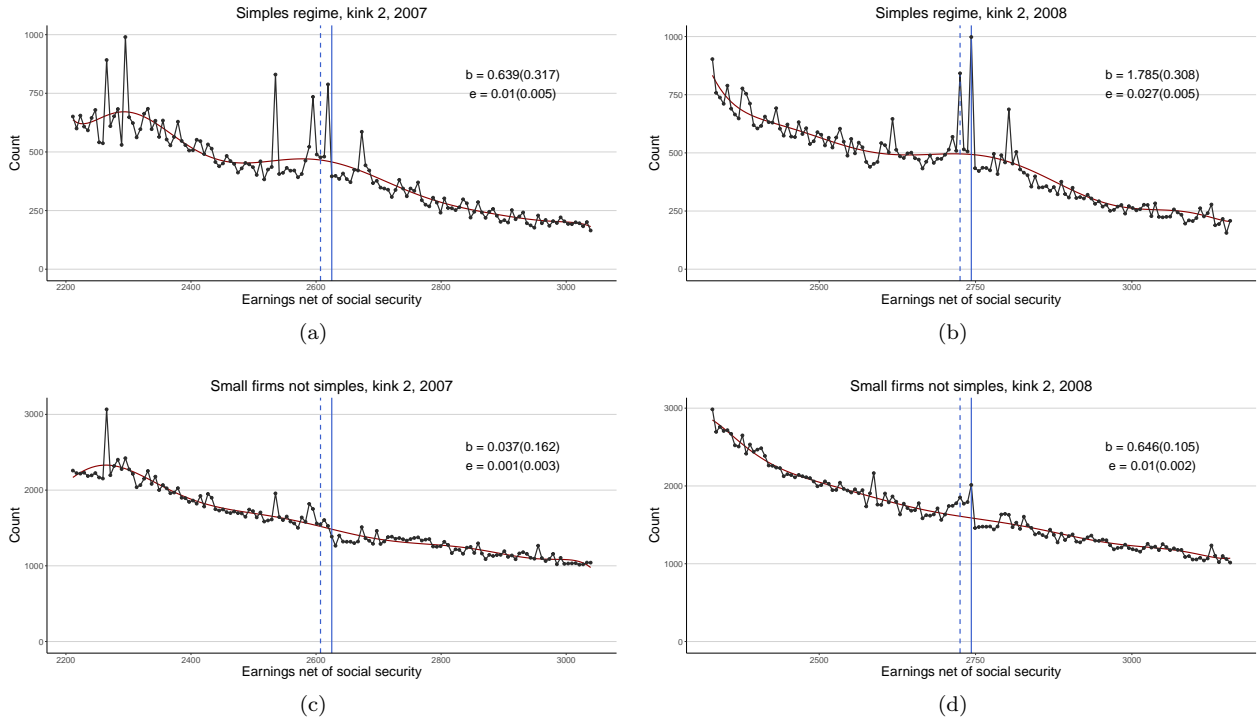 Simples regime, kink 2, 2007
1000
750
500
250
0
Count
b = 0.639(0.317)
e = 0.01(0.005)
2200 2400 2600 2800 3000
Earnings net of social security
(a)
Simples regime, kink 2, 2008
1000
750
500
250
0
Count
b = 1.785(0.308)
e = 0.027(0.005)
2500 2750 3000
Earnings net of social security
(b)
Small firms not simples, kink 2, 2007
3000
2000
1000
0
Count
b = 0.037(0.162)
e = 0.001(0.003)
2200 2400 2600 2800 3000
Earnings net of social security
(c)
Small firms not simples, kink 2, 2008
3000
2000
1000
0
Count
b = 0.646(0.105)
e = 0.01(0.002)
2500 2750 3000
Earnings net of social security
(d)